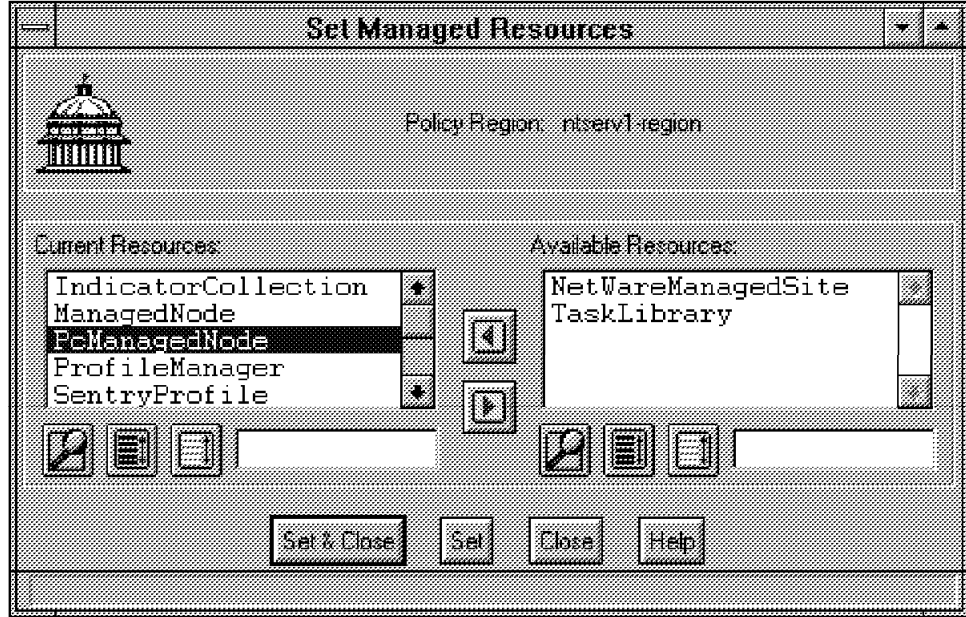 Set Managed Resources
Policy Region: ntserv1-region
Current Resources:
IndicatorCollection
ManagedNode
PcManagedNode
ProfileManager
SentryProfile
Available Resources:
NetWareManagedSite
TaskLibrary
Set & Close
Set
Close
Help